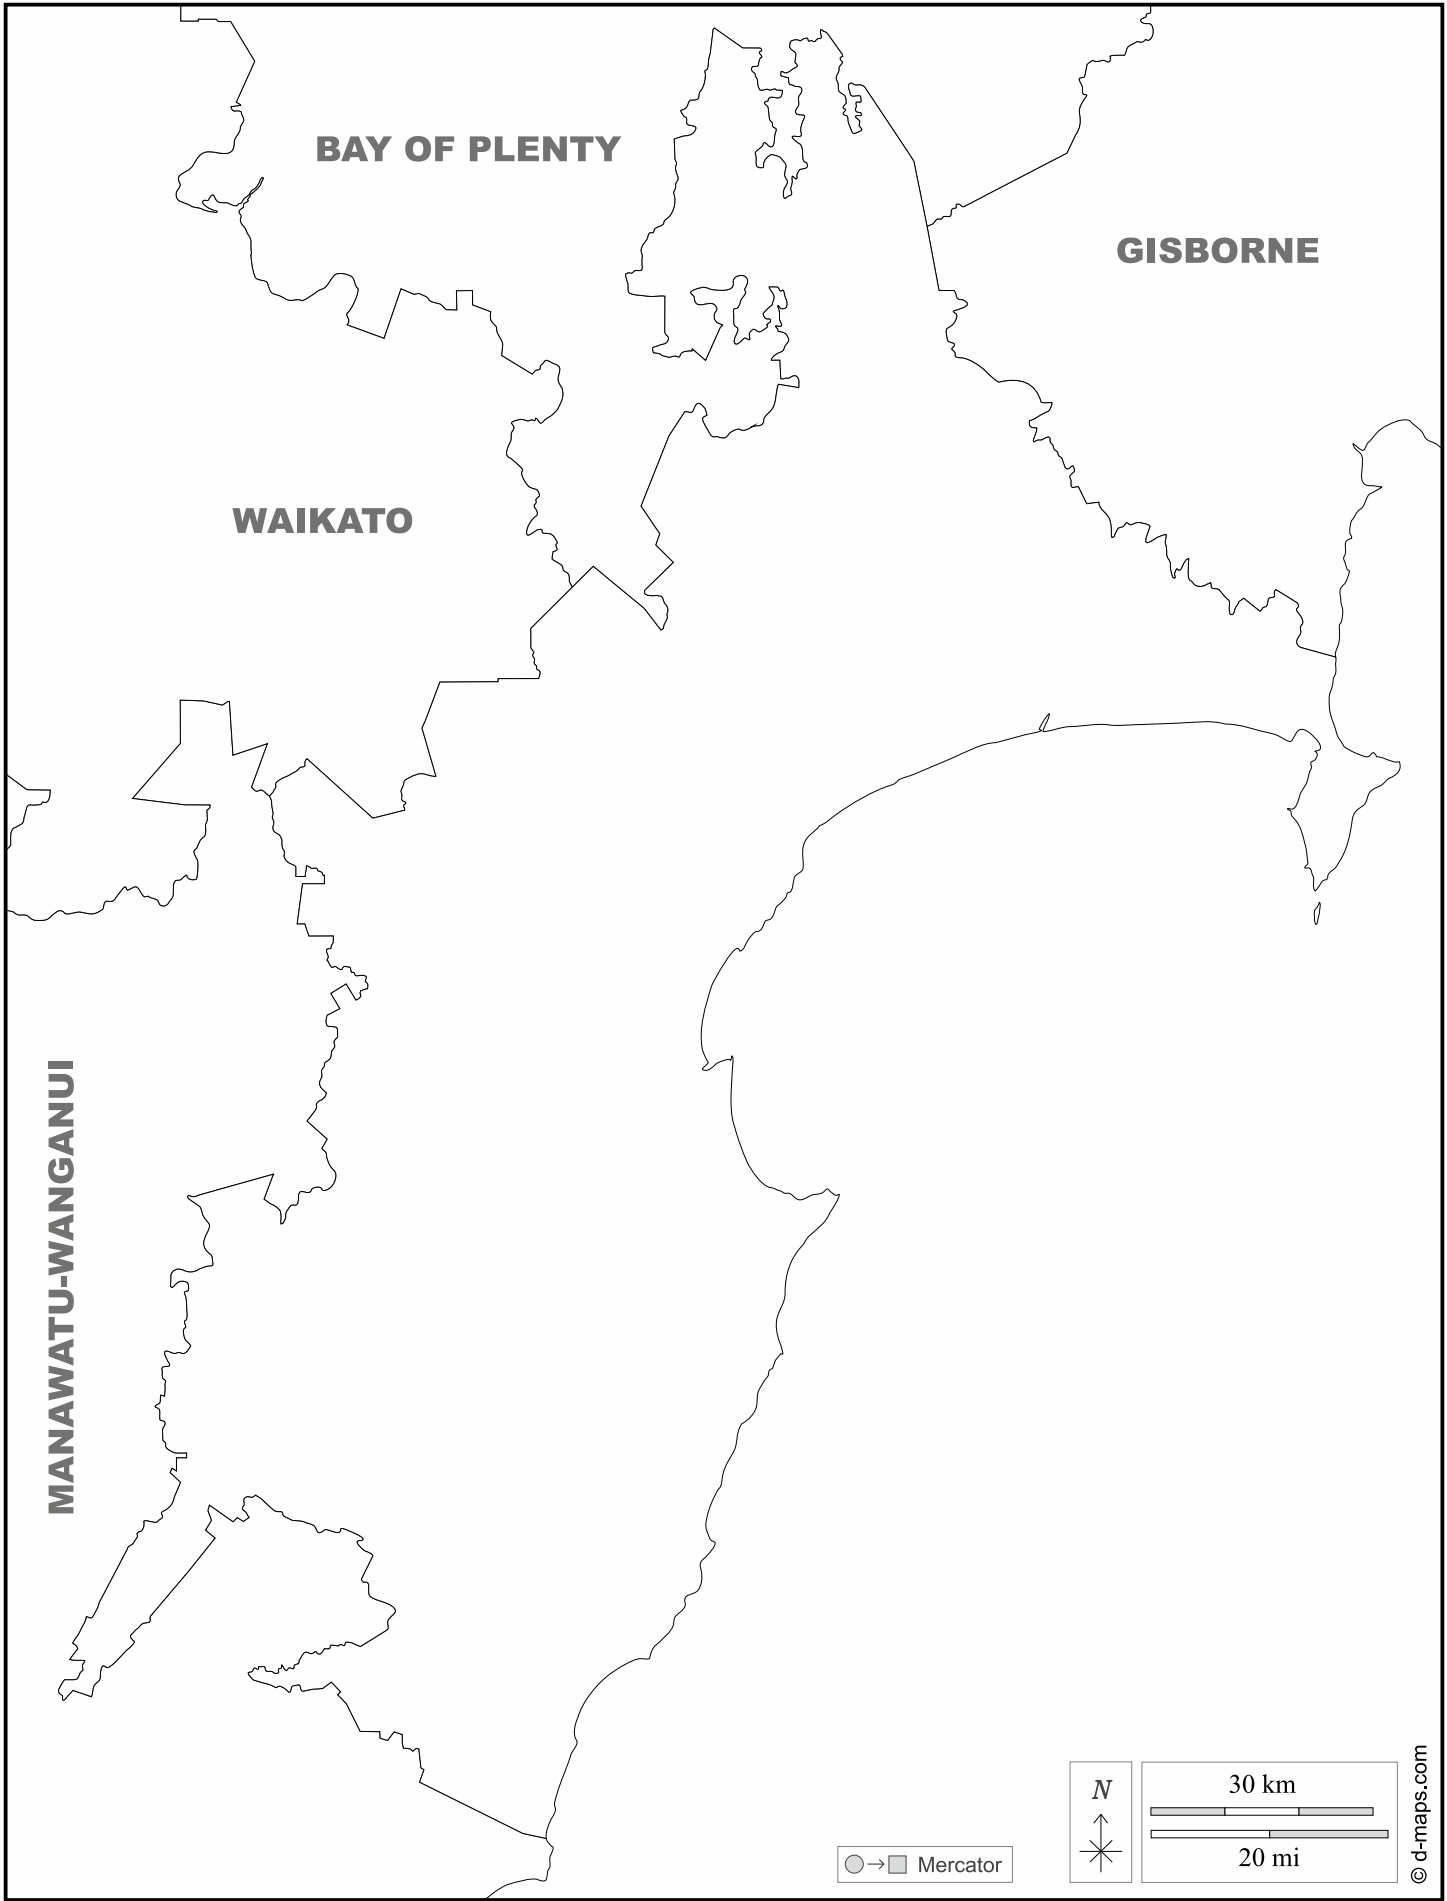 BAY OF PLENTY
GISBORNE
WAIKATO
MANAWATU-WANGANUI
N
30 km
20 mi
Mercator
© d-maps.com